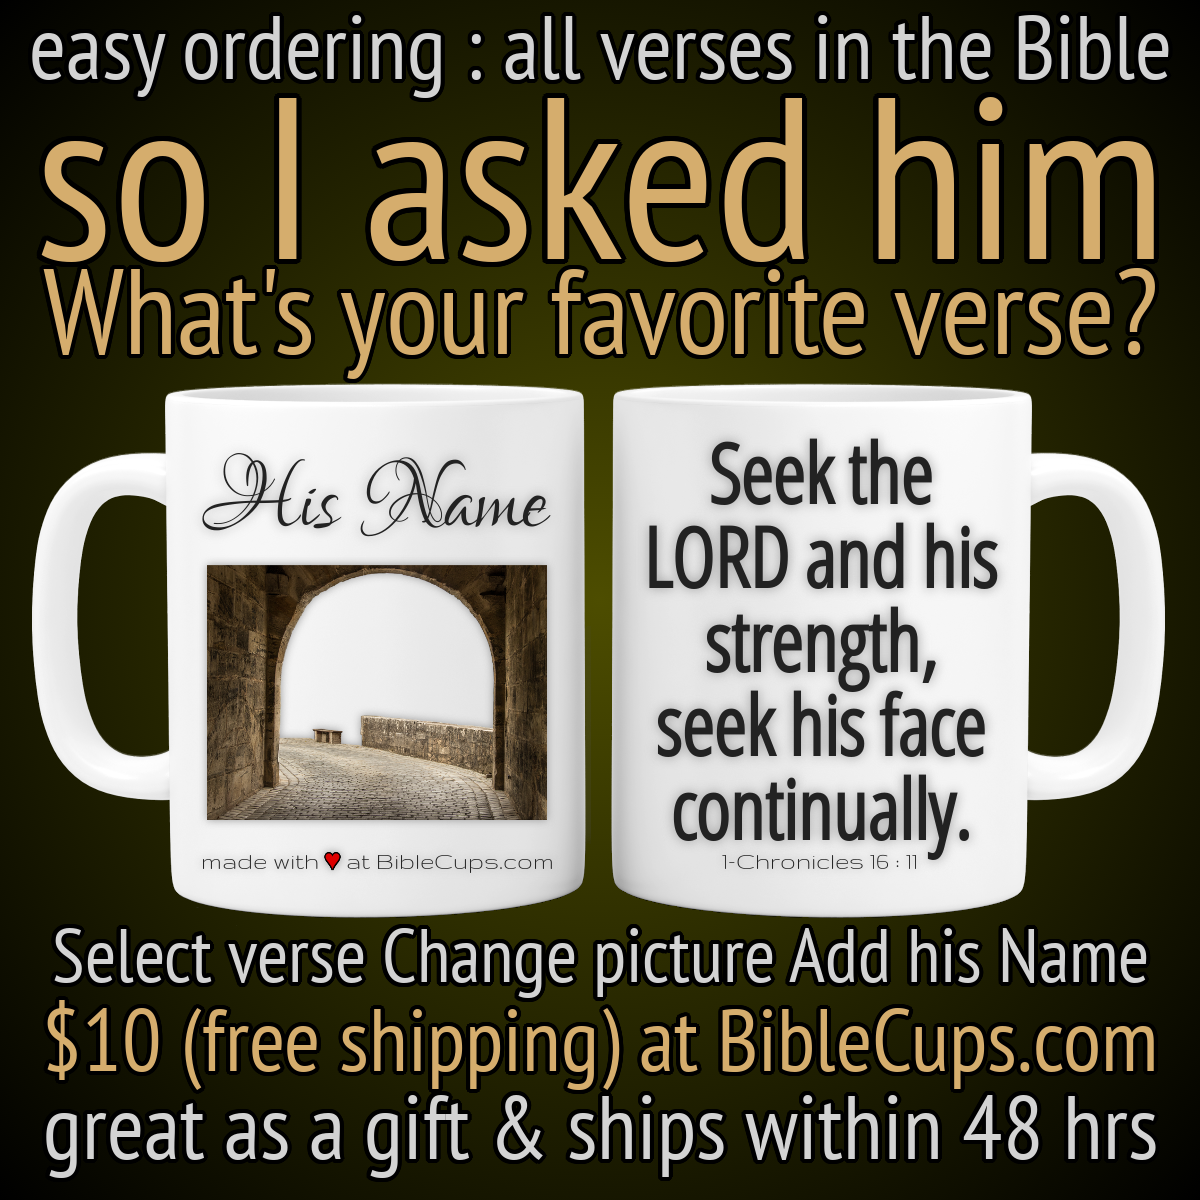 easy ordering : all verses in the Bible
so I asked him
What's your favorite verse?
His Name
made with ♥ at BibleCups.com
Seek the
LORD and his
strength,
seek his face
continually.
1-Chronicles 16 : 11
Select verse Change picture Add his Name
$10 (free shipping) at BibleCups.com
great as a gift & ships within 48 hrs